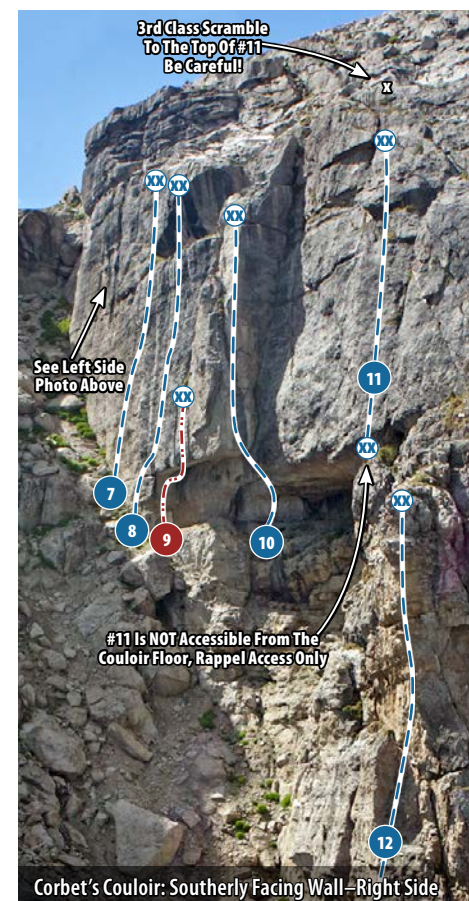 3rd Class Scramble
To The Top Of #11
Be Careful!
X
XX
XX
XX
XX
See Left Side
Photo Above
11
XX
XX
7
XX
8
9
10
#11 Is NOT Accessible From The
Couloir Floor, Rappel Access Only
12
Corbet's Couloir: Southerly Facing Wall–Right Side